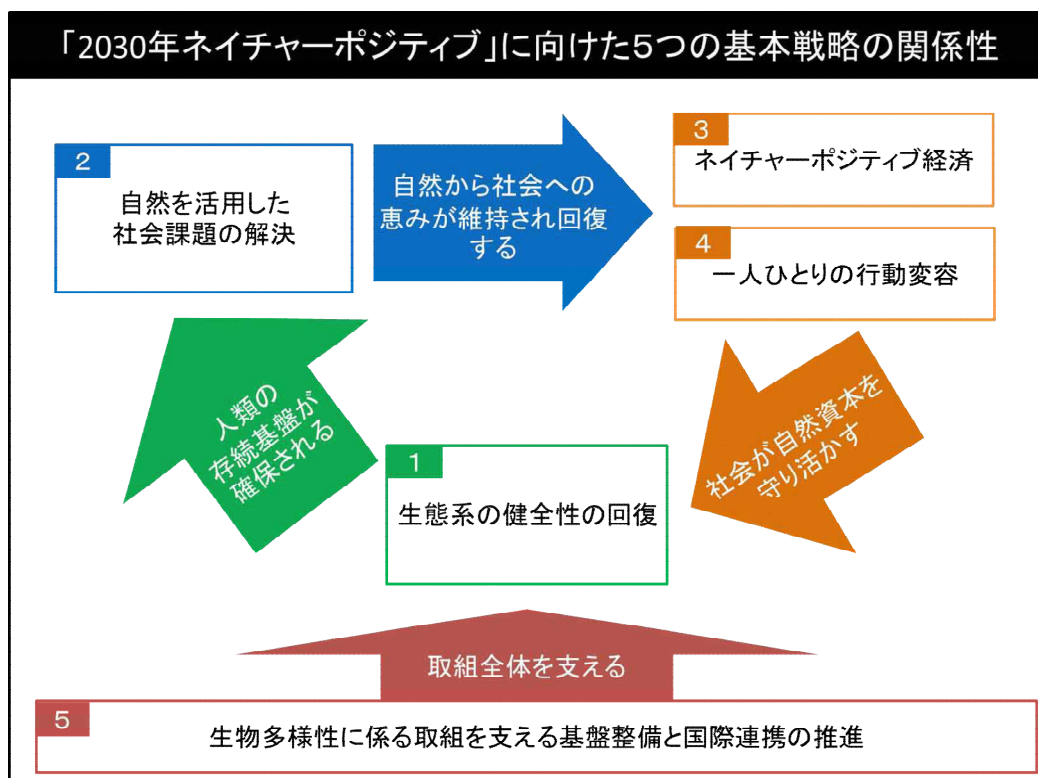 「2030年ネイチャーポジティブ」に向けた5つの基本戦略の関係性
2
自然を活用した
社会課題の解決
自然から社会への
恵みが維持され回復
する
3
ネイチャーポジティブ経済
4
一人ひとりの行動変容
人類の
存続基盤が
確保される
1
生態系の健全性の回復
社会が自然資本を
守り活かす
取組全体を支える
5
生物多様性に係る取組を支える基盤整備と国際連携の推進